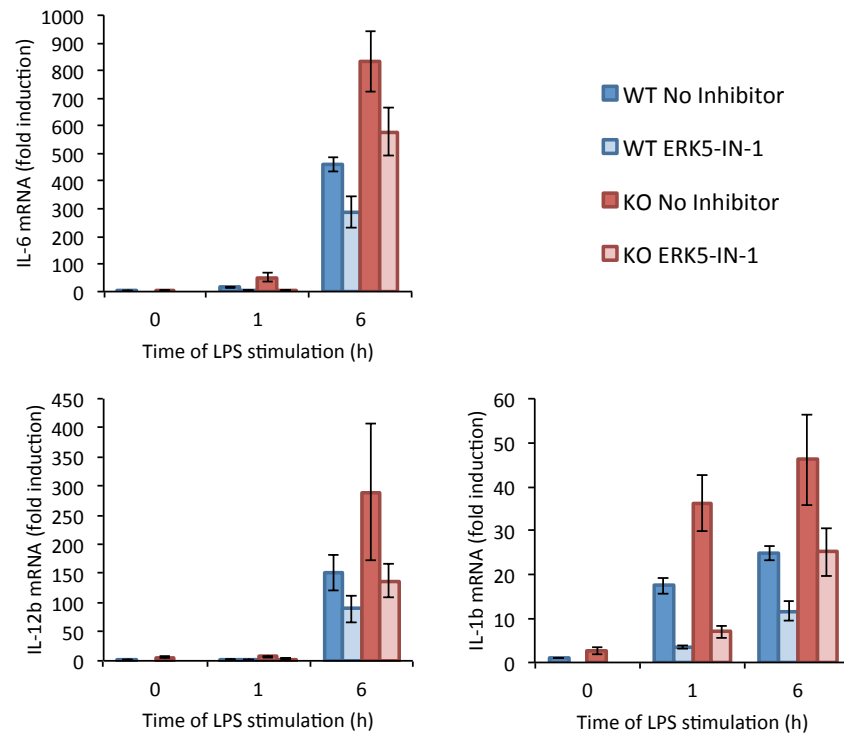 IL-6 mRNA (fold induction)
1000
900
800
700
600
500
400
300
200
100
0
0 1 6
Time of LPS stimulation (h)
WT No Inhibitor
WT ERK5-IN-1
KO No Inhibitor
KO ERK5-IN-1
IL-12b mRNA (fold induction)
450
400
350
300
250
200
150
100
50
0
0 1 6
Time of LPS stimulation (h)
IL-1b mRNA (fold induction)
60
50
40
30
20
10
0
0 1 6
Time of LPS stimulation (h)